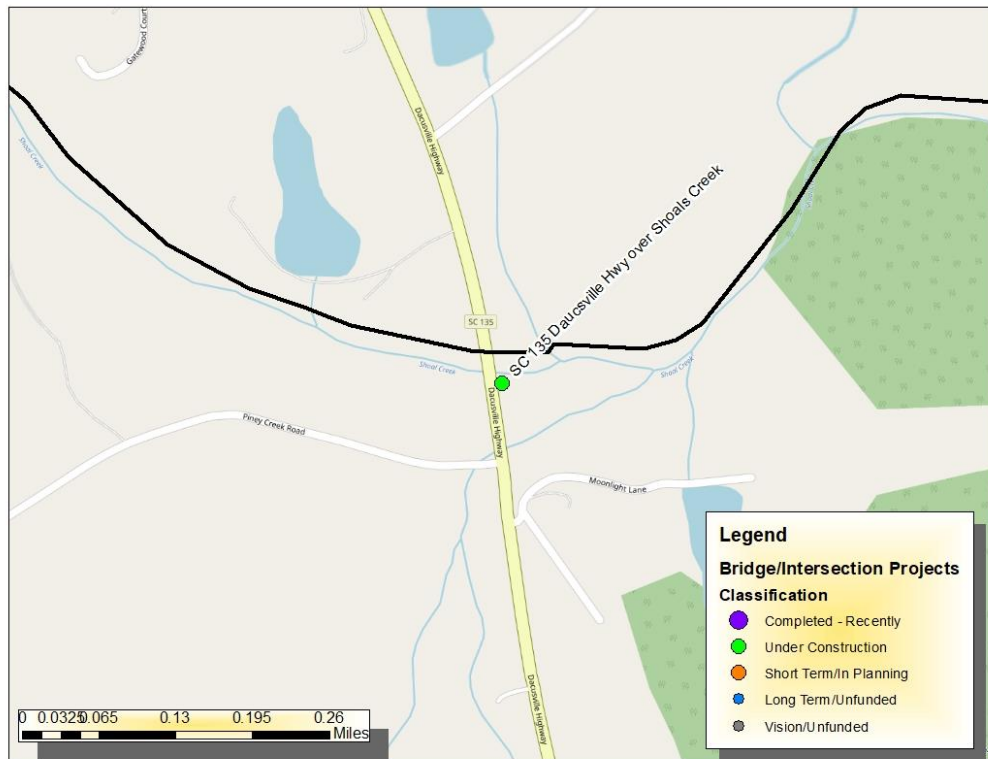 Gatewood Court
Dacusville Highway
Shoal Creek
SC 135 Daucsville Hwy over Shoals Creek
SC 135
Shoal Creek
Shoal Creek
Dacusville Highway
Piney Creek Road
Moonlight Lane
Dacusville Highway
Legend
Bridge/Intersection Projects
Classification
Completed - Recently
Under Construction
Short Term/In Planning
Long Term/Unfunded
Vision/Unfunded
0 0.0325 0.065 0.13 0.195 0.26
Miles